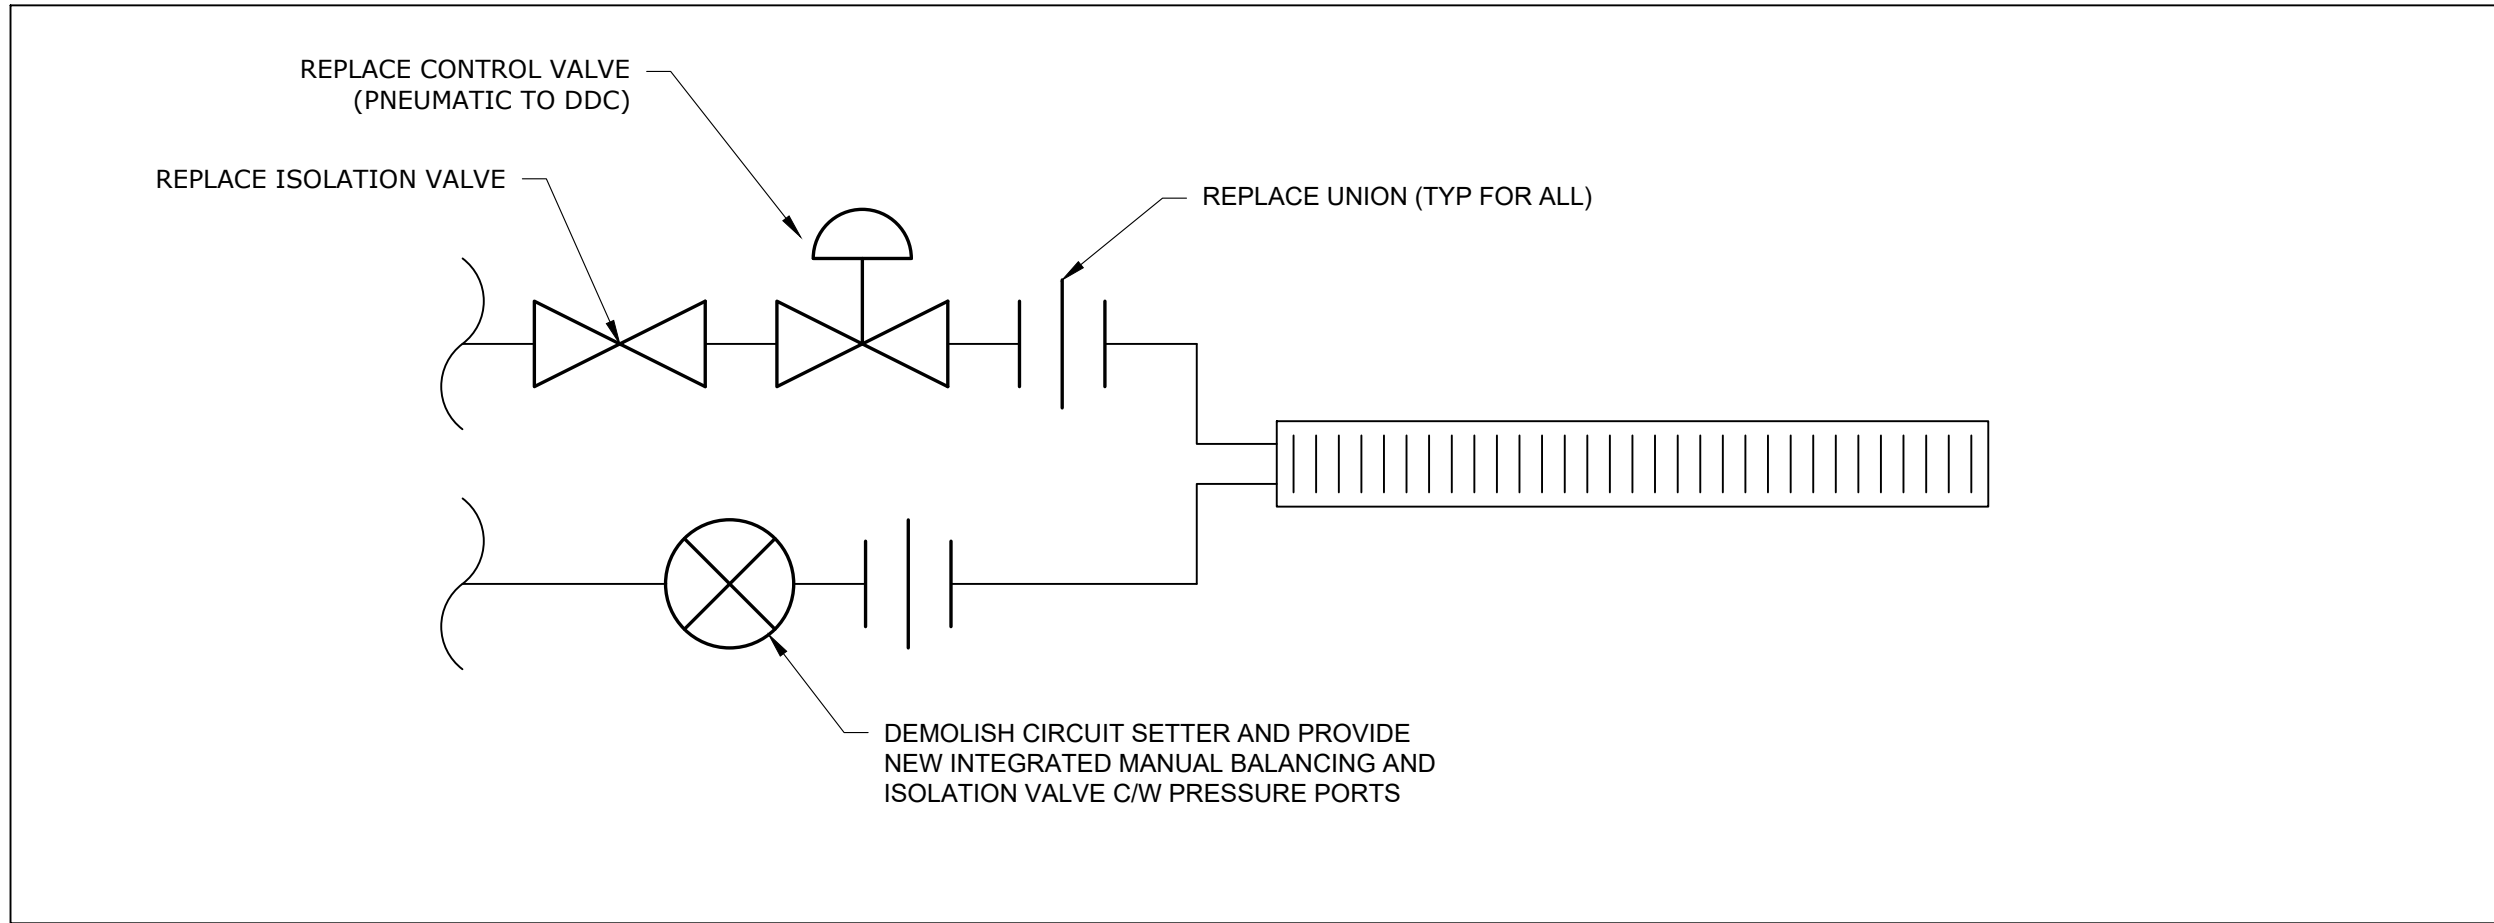 REPLACE CONTROL VALVE
(PNEUMATIC TO DDC)
REPLACE ISOLATION VALVE
REPLACE UNION (TYP FOR ALL)
DEMOLISH CIRCUIT SETTER AND PROVIDE
NEW INTEGRATED MANUAL BALANCING AND
ISOLATION VALVE C/W PRESSURE PORTS